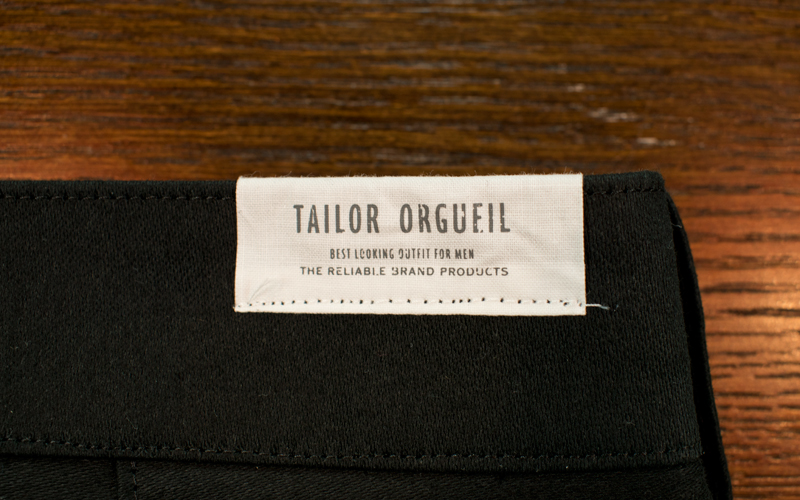 TAILOR ORGUEIL
BEST LOOKING OUTFIT FOR MEN
THE RELIABLE BRAND PRODUCTS